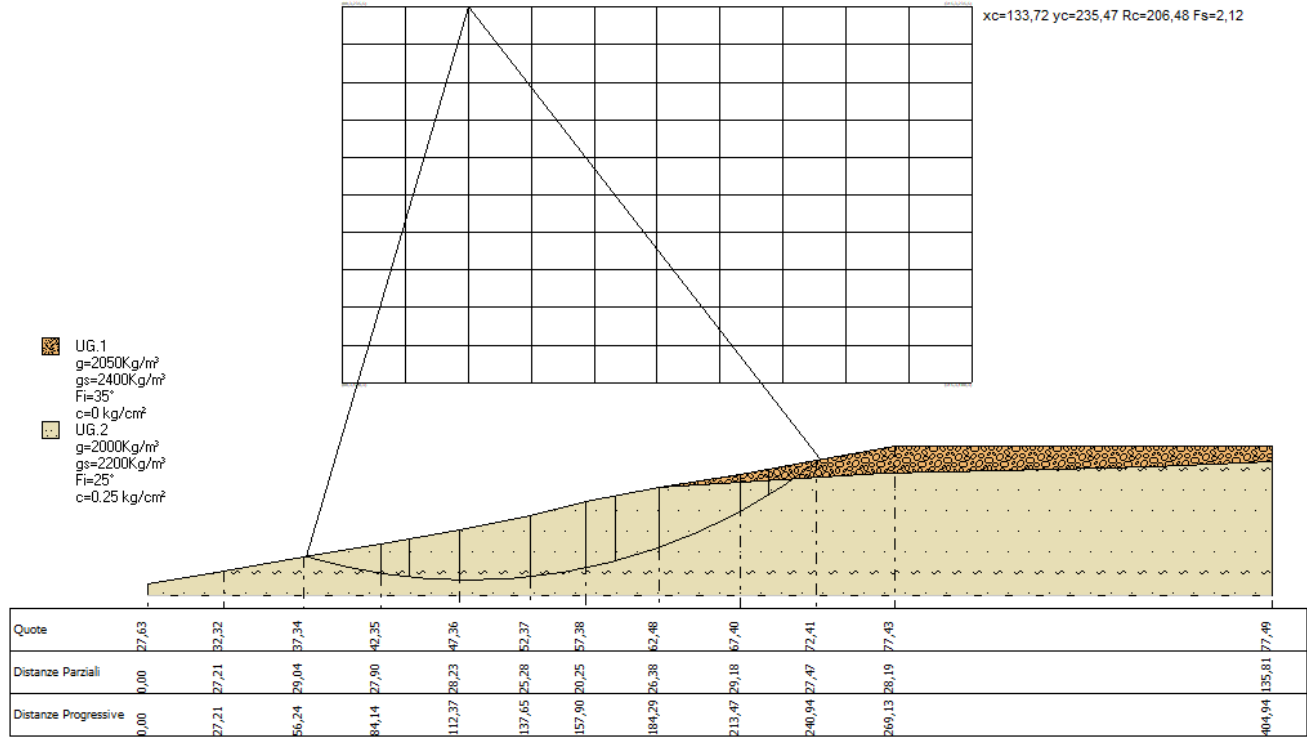 xc=133,72 yc=235,47 Rc=206,48 Fs=2,12
UG.1
g=2050Kg/m³
gs=2400Kg/m³
Fi=35°
c=0 kg/cm²
UG.2
g=2000Kg/m³
gs=2200Kg/m³
Fi=25°
c=0.25 kg/cm²
Quote 27,63 32,32 37,34 42,35 47,36 52,37 57,38 62,48 67,40 72,41 77,43 77,49
Distanze Parziali 0,00 27,21 29,04 27,90 28,23 25,28 20,25 26,38 29,18 27,47 28,19 135,81
Distanze Progressive 0,00 27,21 56,24 84,14 112,37 137,65 157,90 184,29 213,47 240,94 269,13 404,94